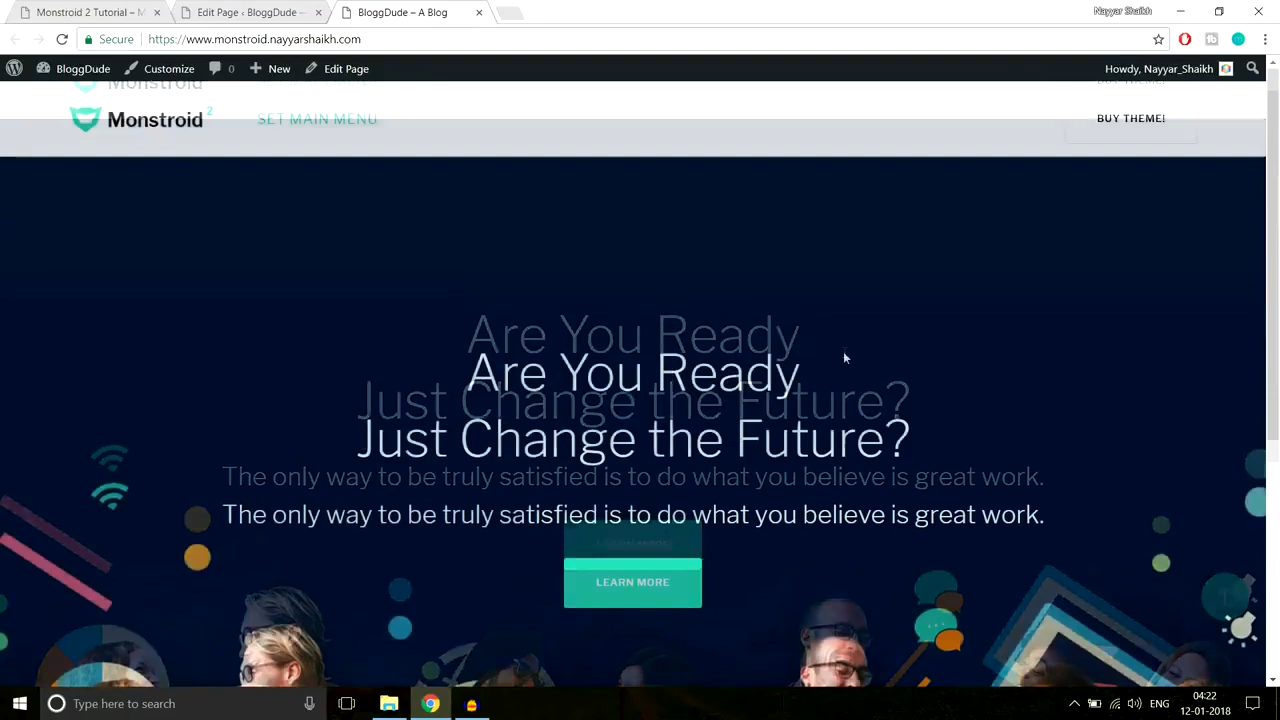 Nayyar Shaikh
Monstroid 2 Tutorial – M
Edit Page ‹ BloggDude —
BloggDude – A Blog
Secure
https://www.monstroid.nayyarshaikh.com
BloggDude
Customize
0
New
Edit Page
Howdy, Nayyar_Shaikh
Monstroid
Monstroid 2
SET MAIN MENU
BUY THEME!
Are You Ready
Are You Ready
Just Change the Future?
Just Change the Future?
The only way to be truly satisfied is to do what you believe is great work.
The only way to be truly satisfied is to do what you believe is great work.
LEARN MORE
Type here to search
ENG
04:22
12-01-2018